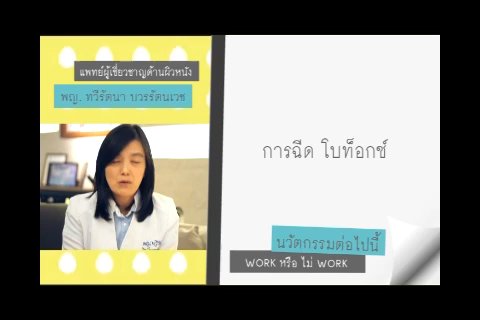 แพทย์ผู้เชี่ยวชาญด้านผิวหนัง
พญ. ทวีรัตนา บวรรัตนเวช
การฉีด โบท็อกซ์
นวัตกรรมต่อไปนี้
WORK หรือ ไม่ WORK